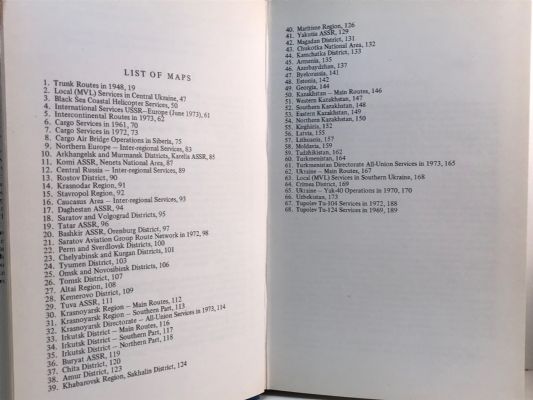 LIST OF MAPS
1. Trunk Routes in 1948, 19
2. Local (MVL) Services in Central Ukraine, 47
3. Black Sea Coastal Helicopter Services, 50
4. International Services USSR—Europe (June 1973), 61
5. Intercontinental Routes in 1973, 62
6. Cargo Services in 1961, 70
7. Cargo Services in 1972, 73
8. Cargo Air Bridge Operations in Siberia, 75
9. Northern Europe – Inter-regional Services, 83
10. Arkhangelsk and Murmansk Districts, Karelia ASSR, 85
11. Komi ASSR, Nenets National Area, 87
12. Central Russia – Inter-regional Services, 89
13. Rostov District, 90
14. Krasnodar Region, 91
15. Stavropol Region, 92
16. Caucasus Area – Inter-regional Services, 93
17. Daghestan ASSR, 94
18. Saratov and Volgograd Districts, 95
19. Tatar ASSR, 96
20. Bashkir ASSR, Orenburg District, 97
21. Saratov Aviation Group Route Network in 1972, 98
22. Perm and Sverdlovsk Districts, 100
23. Chelyabinsk and Kurgan Districts, 101
24. Tyumen District, 103
25. Omsk and Novosibirsk Districts, 106
26. Tomsk District, 107
27. Altai Region, 108
28. Kemerovo District, 109
29. Tuva ASSR, 111
30. Krasnoyarsk Region – Main Routes, 112
31. Krasnoyarsk Region – Southern Part, 113
32. Krasnoyarsk Directorate – All-Union Services in 1973, 114
33. Irkutsk District – Main Routes, 116
34. Irkutsk District – Southern Part, 117
35. Irkutsk District – Northern Part, 118
36. Buryat ASSR, 119
37. Chita District, 120
38. Amur District, 123
39. Khabarovsk Region, Sakhalin District, 124
40. Maritime Region, 126
41. Yakutia ASSR, 129
42. Magadan District, 131
43. Chukotka National Area, 132
44. Kamchatka District, 133
45. Armenia, 135
46. Azerbaydzhan, 137
47. Byelorussia, 141
48. Estonia, 142
49. Georgia, 144
50. Kazakhstan – Main Routes, 146
51. Western Kazakhstan, 147
52. Southern Kazakhstan, 148
53. Eastern Kazakhstan, 149
54. Northern Kazakhstan, 150
55. Kirghizia, 152
56. Latvia, 155
57. Lithuania, 157
58. Moldavia, 159
59. Tadzhikistan, 162
60. Turkmenistan, 164
61. Turkmenistan Directorate All-Union Services in 1973, 165
62. Ukraine – Main Routes, 167
63. Local (MVL) Services in Southern Ukraine, 168
64. Crimea District, 169
65. Ukraine – Yak-40 Operations in 1970, 170
66. Uzbekistan, 173
67. Tupolev Tu-104 Services in 1972, 188
68. Tupolev Tu-124 Services in 1969, 189